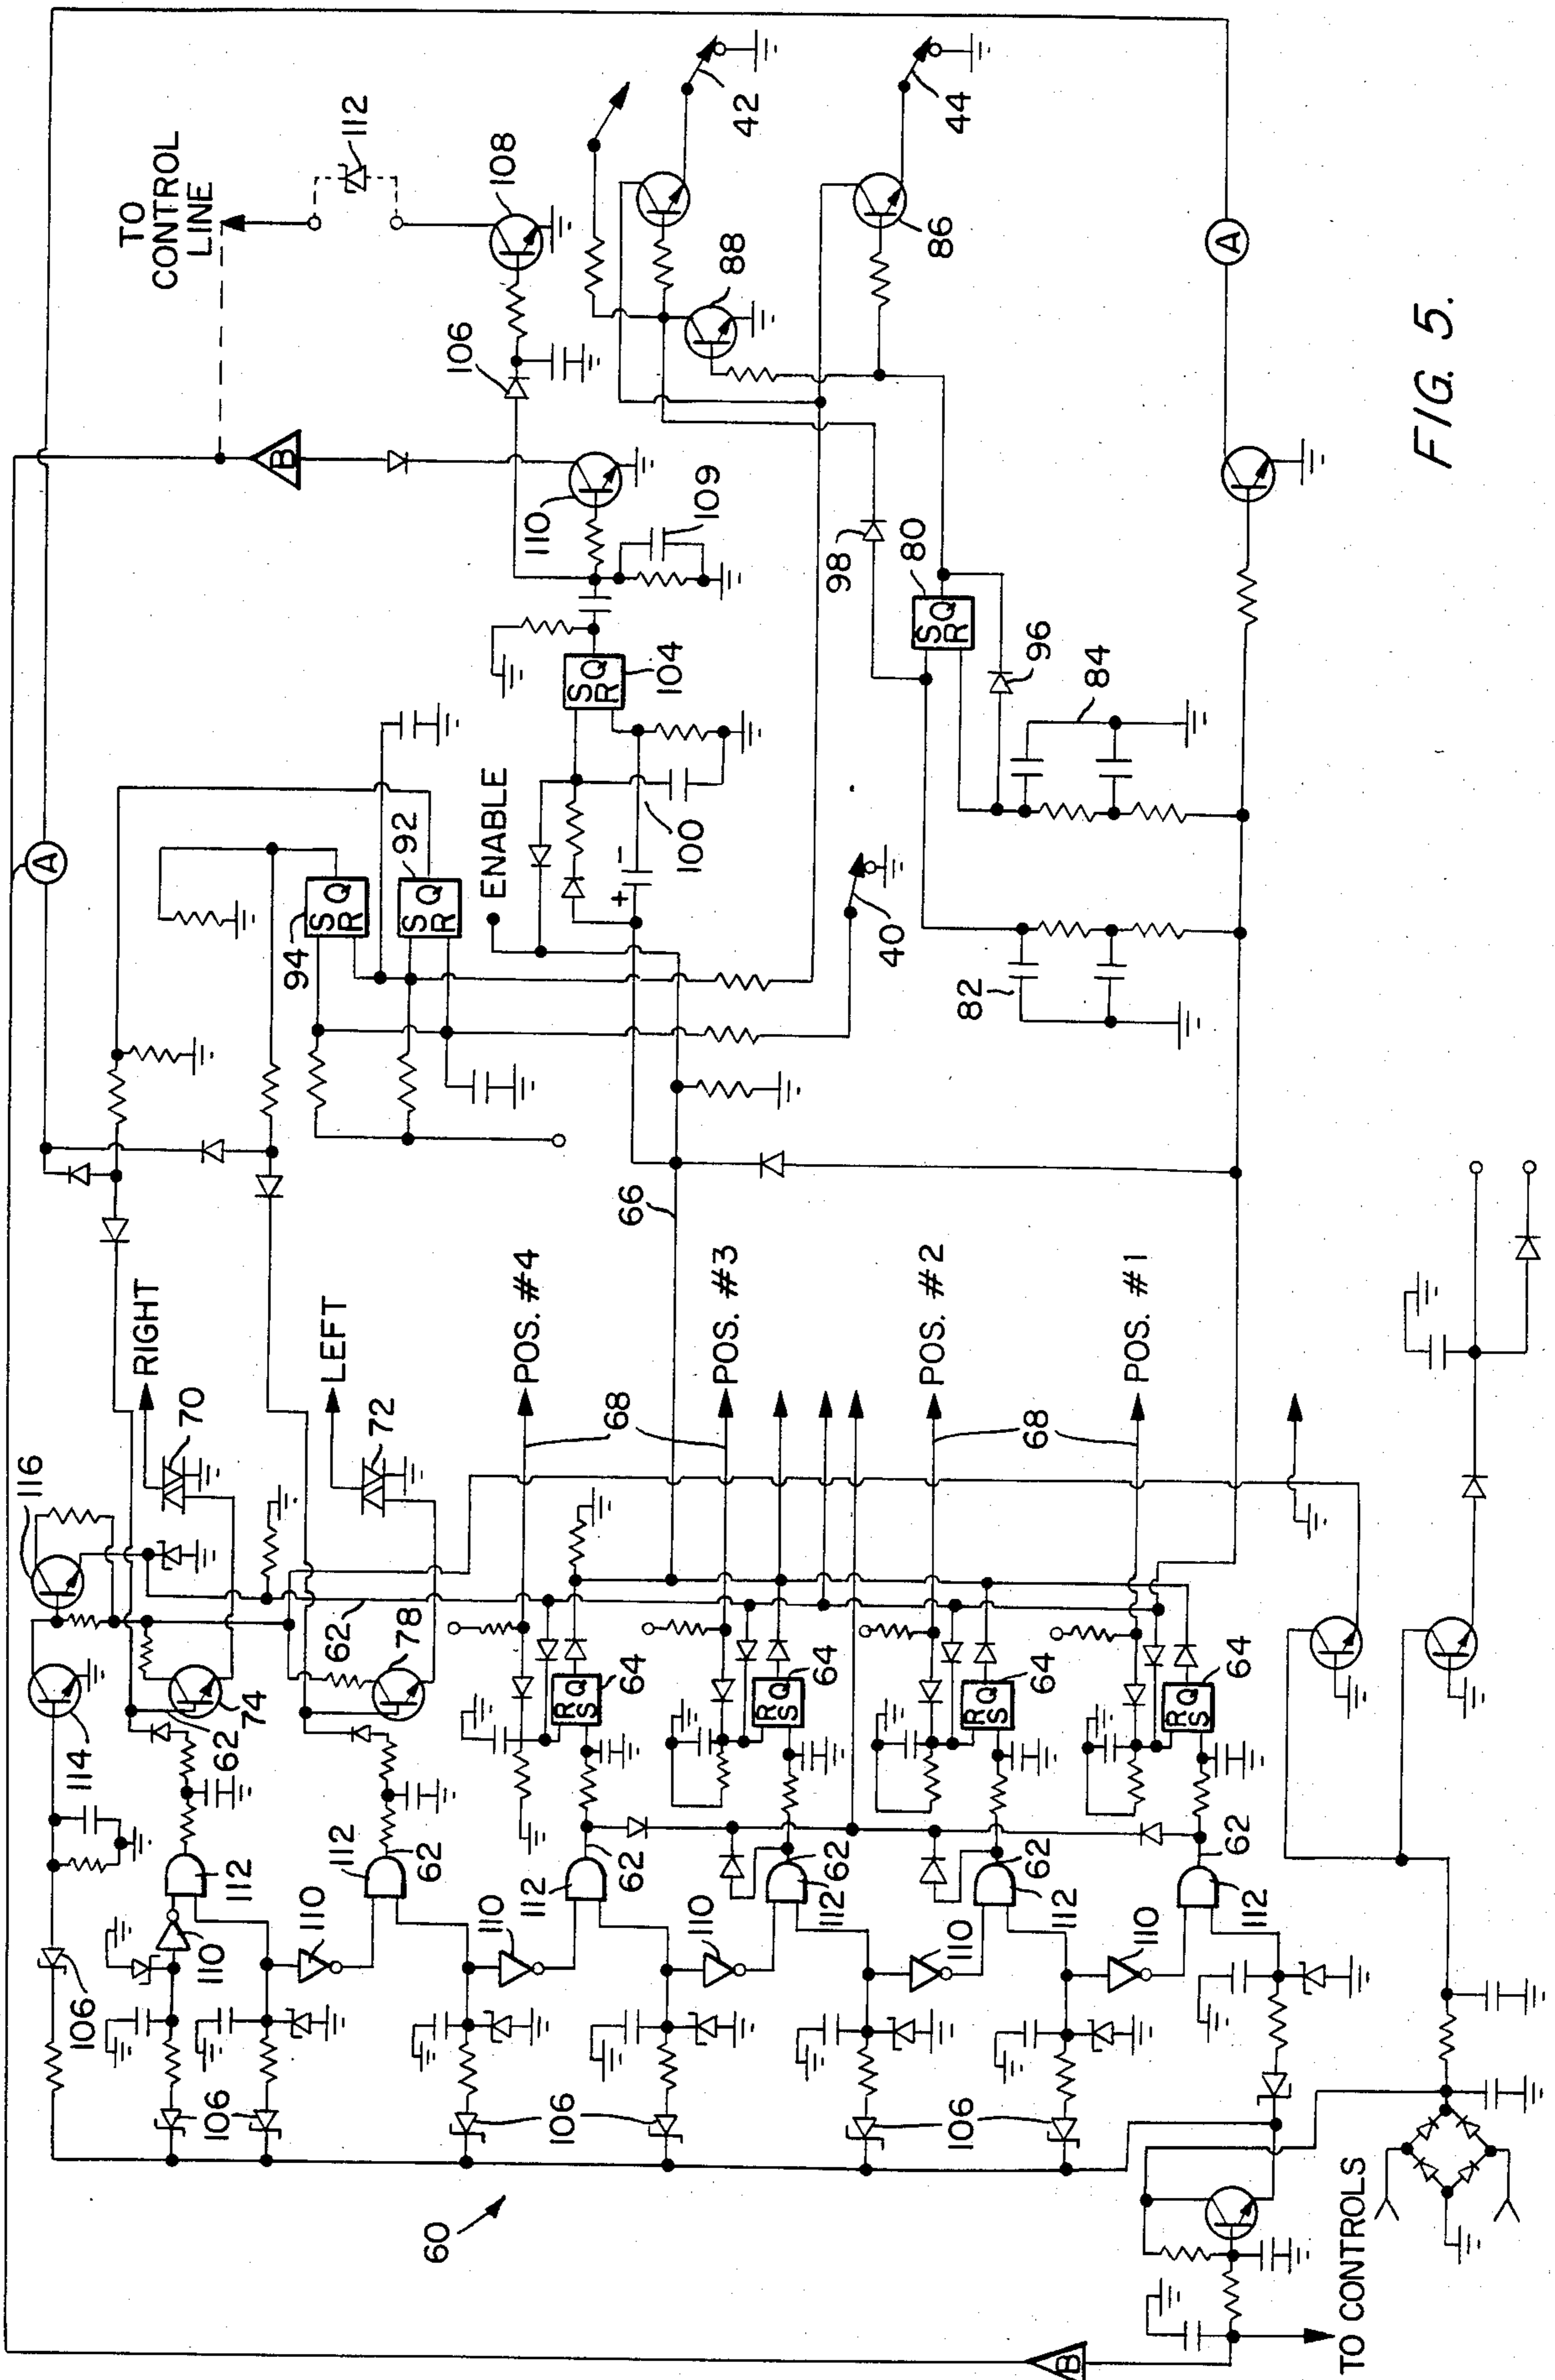 TO
CONTROL
LINE
112
108
106
B
110
109
42
88
44
86
A
98
80
S Q
R
96
84
82
S Q
R
104
100
ENABLE
A
94
S Q
R
92
S Q
R
40
66
RIGHT
70
LEFT
72
116
114
74
62
62
78
62
POS. #4
68
POS. #3
POS. #2
68
POS. #1
R Q
S
64
R Q
S
64
R Q
S
64
R Q
S
64
112
112
62
112
62
112
62
112
62
112
62
110
110
110
110
110
110
106
106
106
106
60
B
TO CONTROLS
A
FIG. 5.
+
-